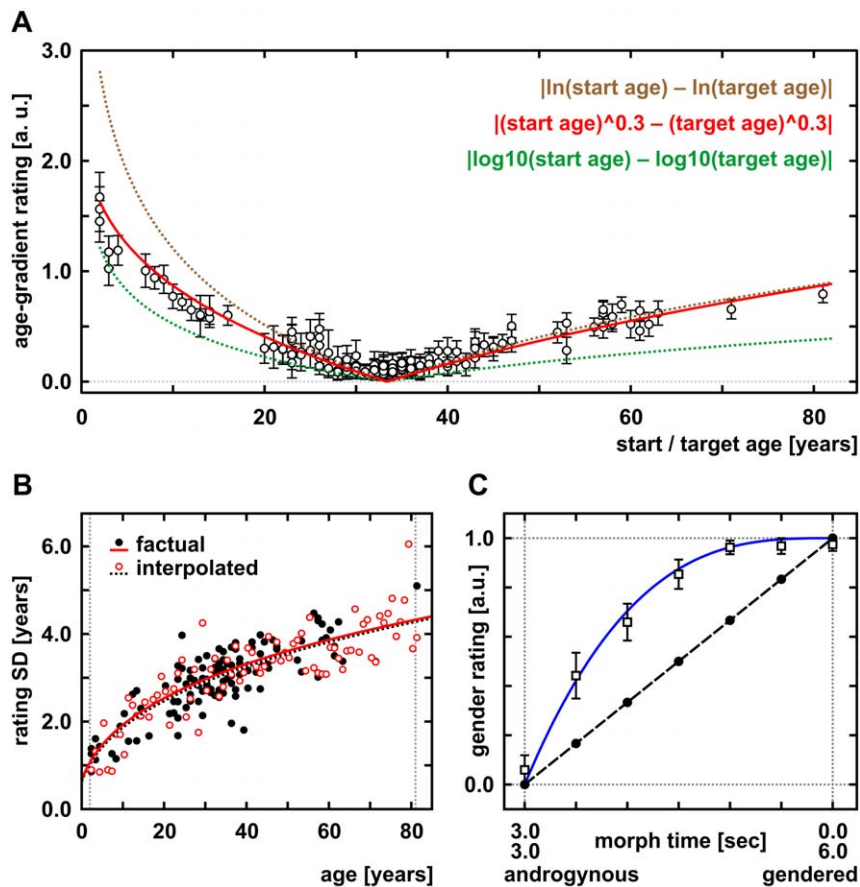 A
3.0
2.0
1.0
0.0
age-gradient rating [a. u.]
|ln(start age) – ln(target age)|
|(start age)^0.3 – (target age)^0.3|
|log10(start age) – log10(target age)|
0 20 40 60 80
start / target age [years]
B
6.0
4.0
2.0
0.0
rating SD [years]
factual
interpolated
0 20 40 60 80
age [years]
C
1.0
0.0
gender rating [a.u.]
3.0 0.0
3.0 morph time [sec] 6.0
androgynous gendered